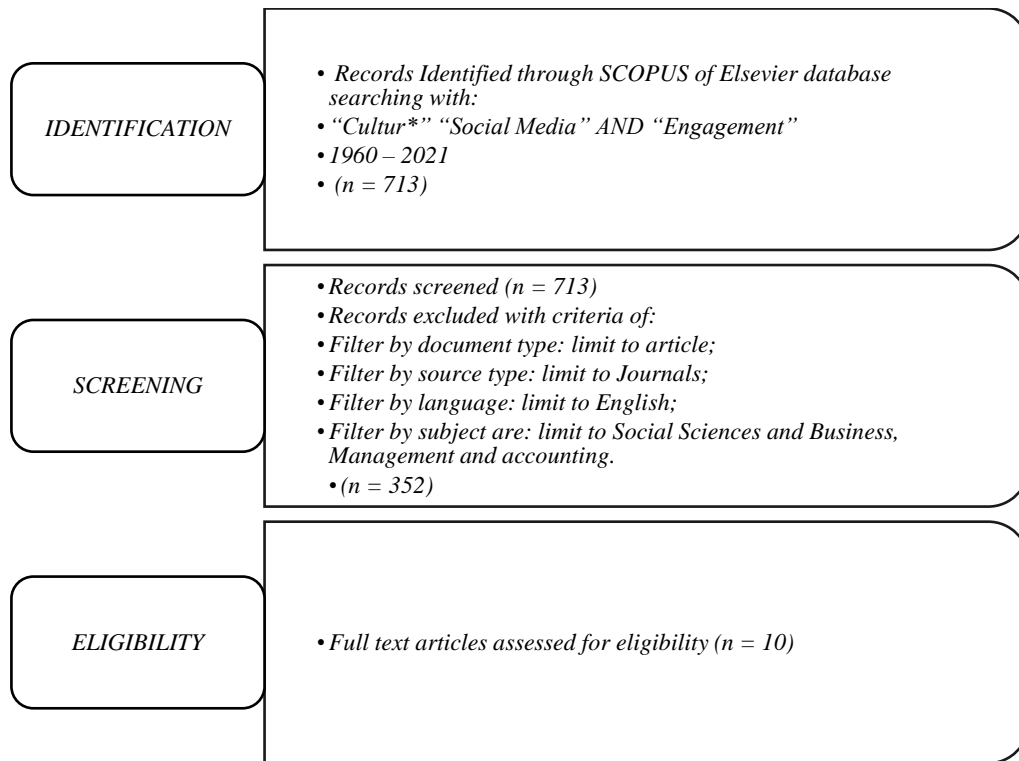 IDENTIFICATION
• Records Identified through SCOPUS of Elsevier database
searching with:
• “Cultur*” “Social Media” AND “Engagement”
• 1960 – 2021
• (n = 713)
SCREENING
• Records screened (n = 713)
• Records excluded with criteria of:
• Filter by document type: limit to article;
• Filter by source type: limit to Journals;
• Filter by language: limit to English;
• Filter by subject are: limit to Social Sciences and Business,
Management and accounting.
• (n = 352)
ELIGIBILITY
• Full text articles assessed for eligibility (n = 10)